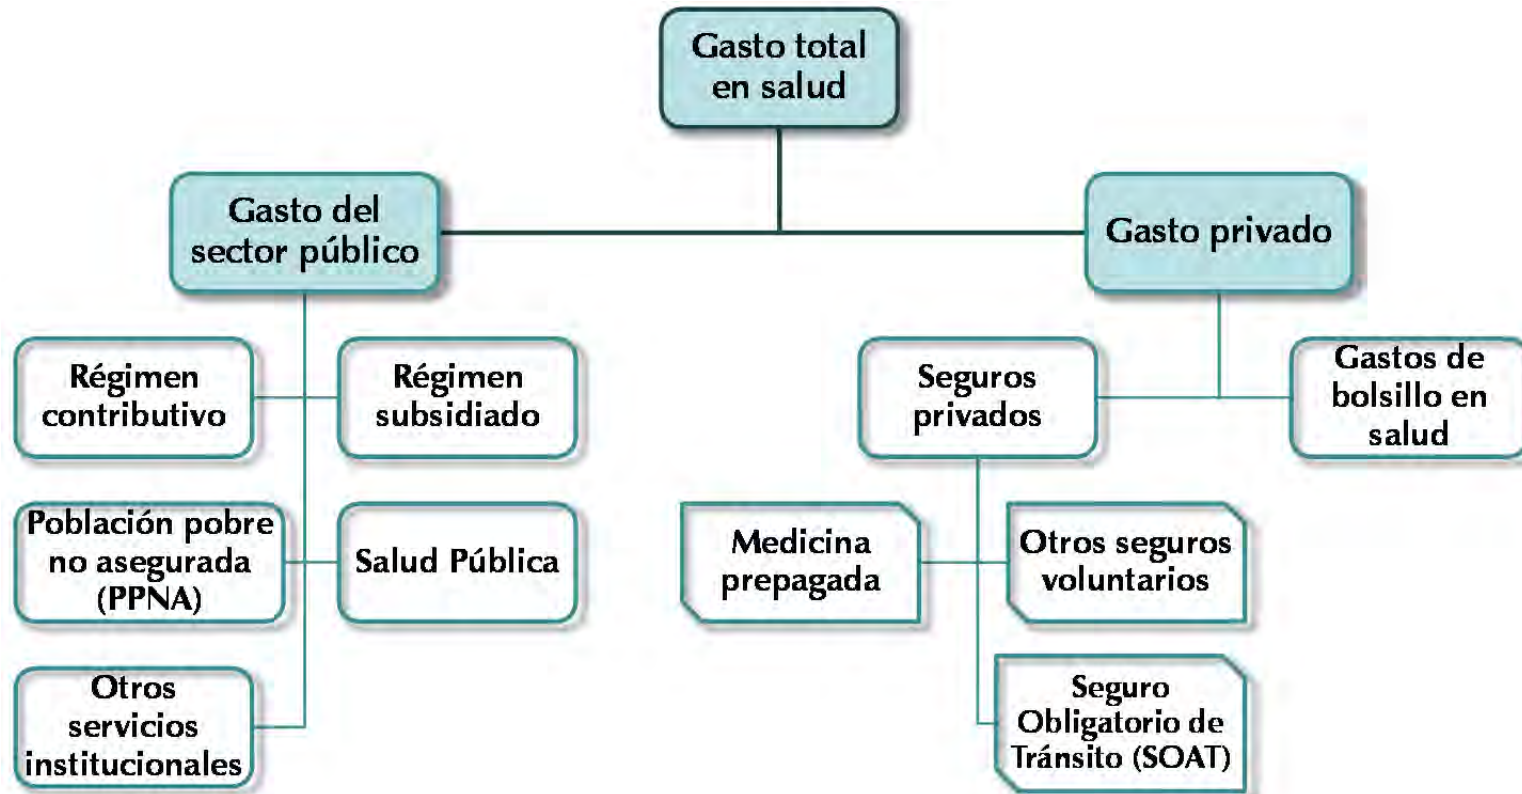 Gasto total
en salud
Gasto del
sector público
Gasto privado
Régimen
contributivo
Régimen
subsidiado
Seguros
privados
Gastos de
bolsillo en
salud
Población pobre
no asegurada
(PPNA)
Salud Pública
Medicina
prepagada
Otros seguros
voluntarios
Otros
servicios
institucionales
Seguro
Obligatorio de
Tránsito (SOAT)